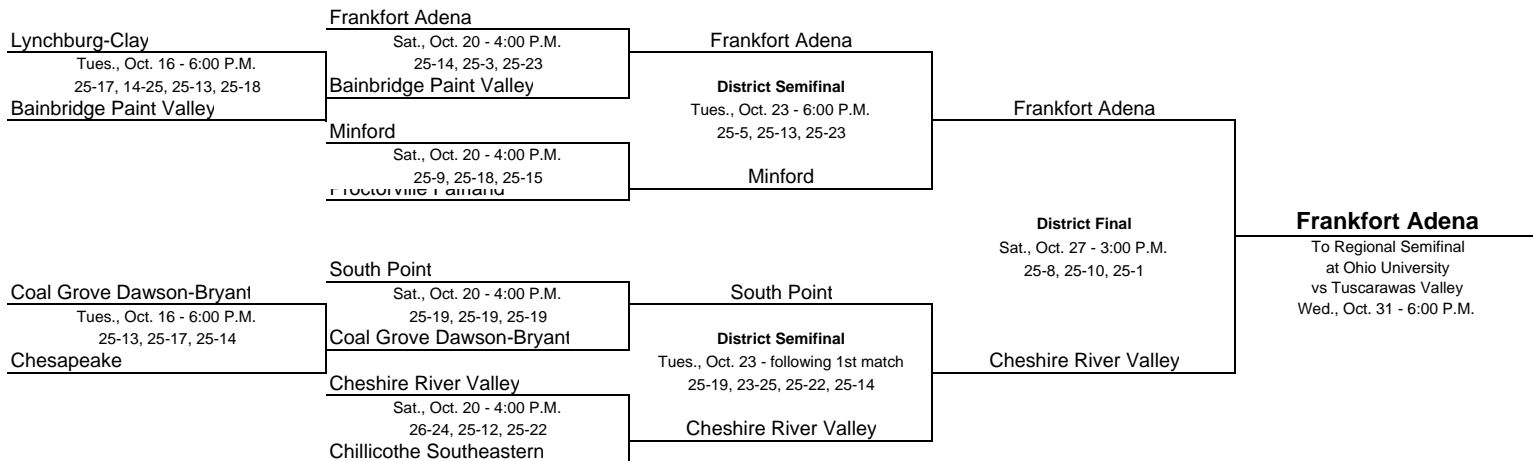 Frankfort Adena
Lynchburg-Clay
Sat., Oct. 20 - 4:00 P.M.
Frankfort Adena
Tues., Oct. 16 - 6:00 P.M.
25-14, 25-3, 25-23
25-17, 14-25, 25-13, 25-18
Bainbridge Paint Valley
District Semifinal
Bainbridge Paint Valley
Tues., Oct. 23 - 6:00 P.M.
Frankfort Adena
Minford
25-5, 25-13, 25-23
Sat., Oct. 20 - 4:00 P.M.
25-9, 25-18, 25-15
Minford
Proctorville Fairland
District Final
Frankfort Adena
Sat., Oct. 27 - 3:00 P.M.
To Regional Semifinal
South Point
25-8, 25-10, 25-1
at Ohio University
Coal Grove Dawson-Bryant
Sat., Oct. 20 - 4:00 P.M.
South Point
vs Tuscarawas Valley
Tues., Oct. 16 - 6:00 P.M.
25-19, 25-19, 25-19
Wed., Oct. 31 - 6:00 P.M.
25-13, 25-17, 25-14
Coal Grove Dawson-Bryant
District Semifinal
Chesapeake
Tues., Oct. 23 - following 1st match
Cheshire River Valley
Cheshire River Valley
25-19, 23-25, 25-22, 25-14
Sat., Oct. 20 - 4:00 P.M.
26-24, 25-12, 25-22
Cheshire River Valley
Chillicothe Southeastern